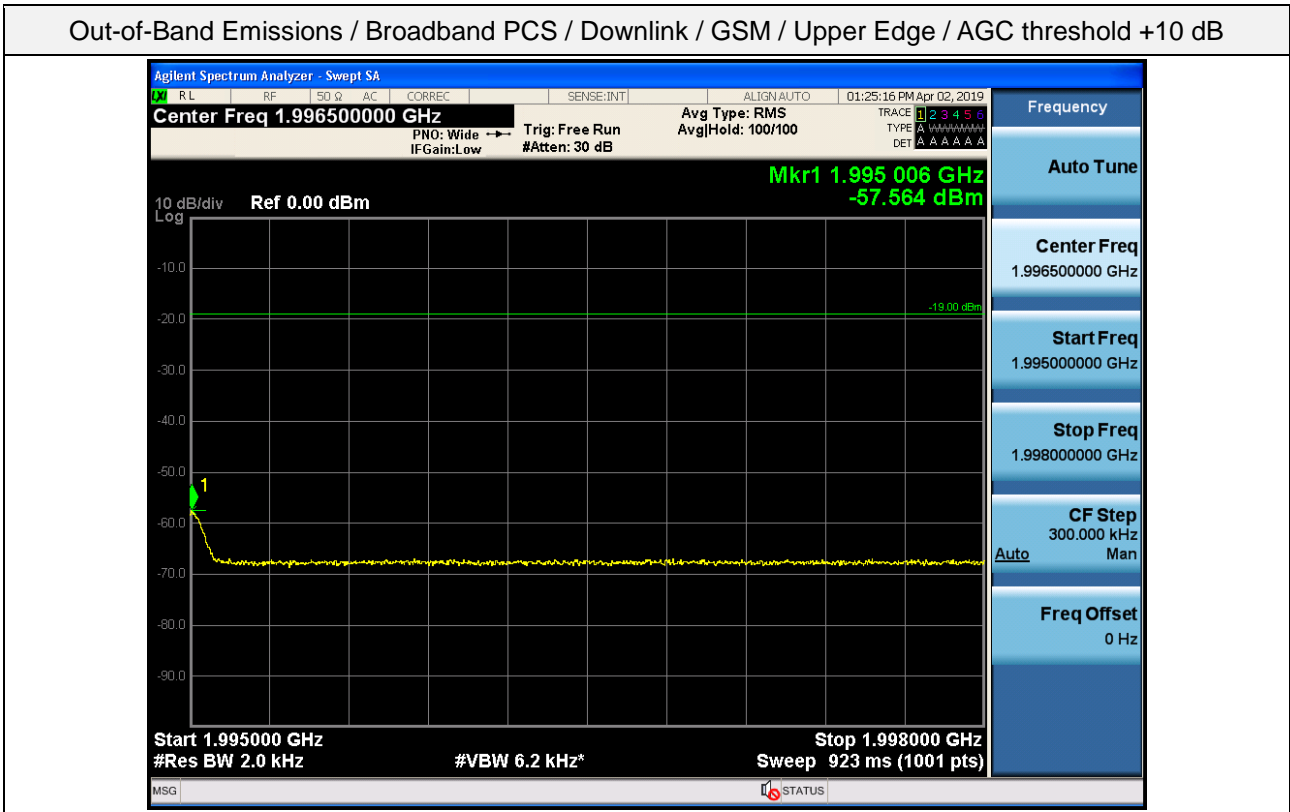 Out-of-Band Emissions / Broadband PCS / Downlink / GSM / Upper Edge / AGC threshold +10 dB
Agilent Spectrum Analyzer - Swept SA
LXI RL RF 50 Ω AC CORREC SENSE:INT ALIGN AUTO 01:25:16 PM Apr 02, 2019
Center Freq 1.996500000 GHz
PNO: Wide
IFGain:Low
Trig: Free Run
#Atten: 30 dB
Avg Type: RMS
Avg|Hold: 100/100
TRACE 1 2 3 4 5 6
TYPE A WWWWWW
DET A A A A A A
Mkr1 1.995 006 GHz
-57.564 dBm
10 dB/div Ref 0.00 dBm
Log
-10.0
-19.00 dBm
-20.0
-30.0
-40.0
-50.0
1
-60.0
-70.0
-80.0
-90.0
Start 1.995000 GHz Stop 1.998000 GHz
#Res BW 2.0 kHz #VBW 6.2 kHz* Sweep 923 ms (1001 pts)
MSG STATUS
Frequency
Auto Tune
Center Freq
1.996500000 GHz
Start Freq
1.995000000 GHz
Stop Freq
1.998000000 GHz
CF Step
300.000 kHz
Auto Man
Freq Offset
0 Hz